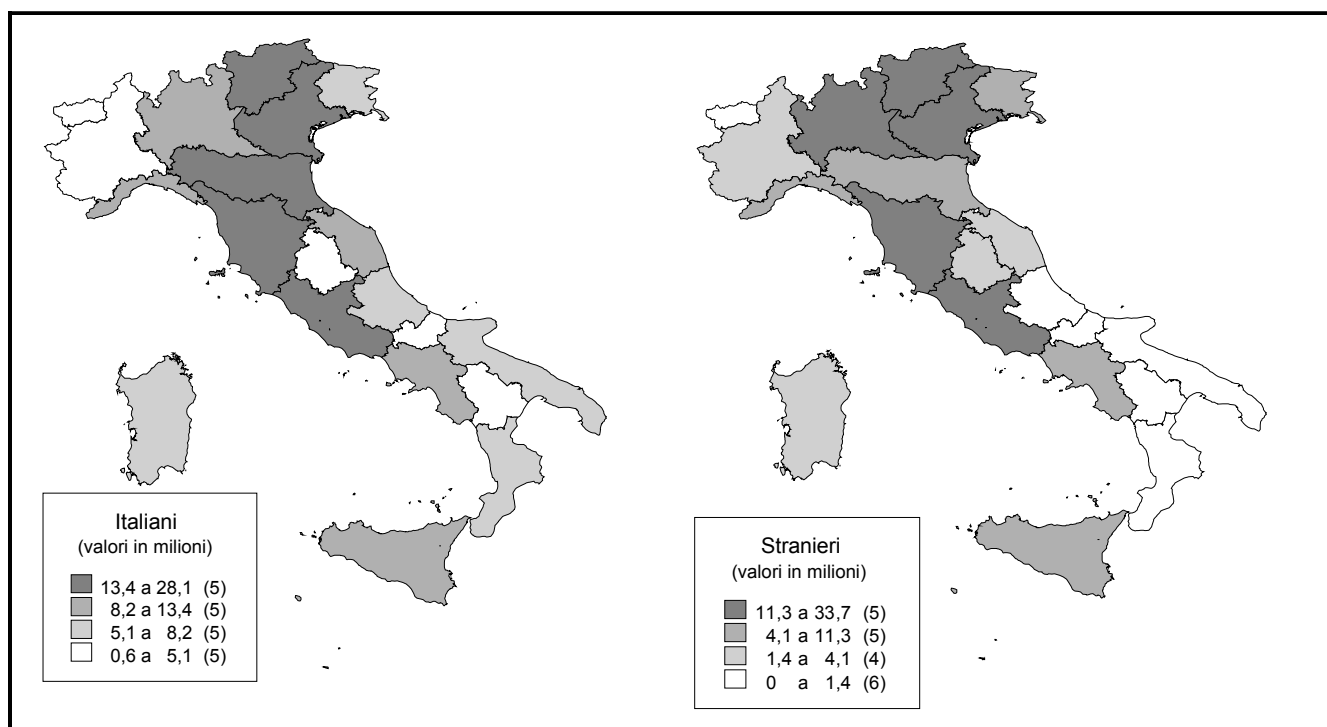 Italiani
(valori in milioni)
13,4 a 28,1 (5)
8,2 a 13,4 (5)
5,1 a 8,2 (5)
0,6 a 5,1 (5)
Stranieri
(valori in milioni)
11,3 a 33,7 (5)
4,1 a 11,3 (5)
1,4 a 4,1 (4)
0 a 1,4 (6)